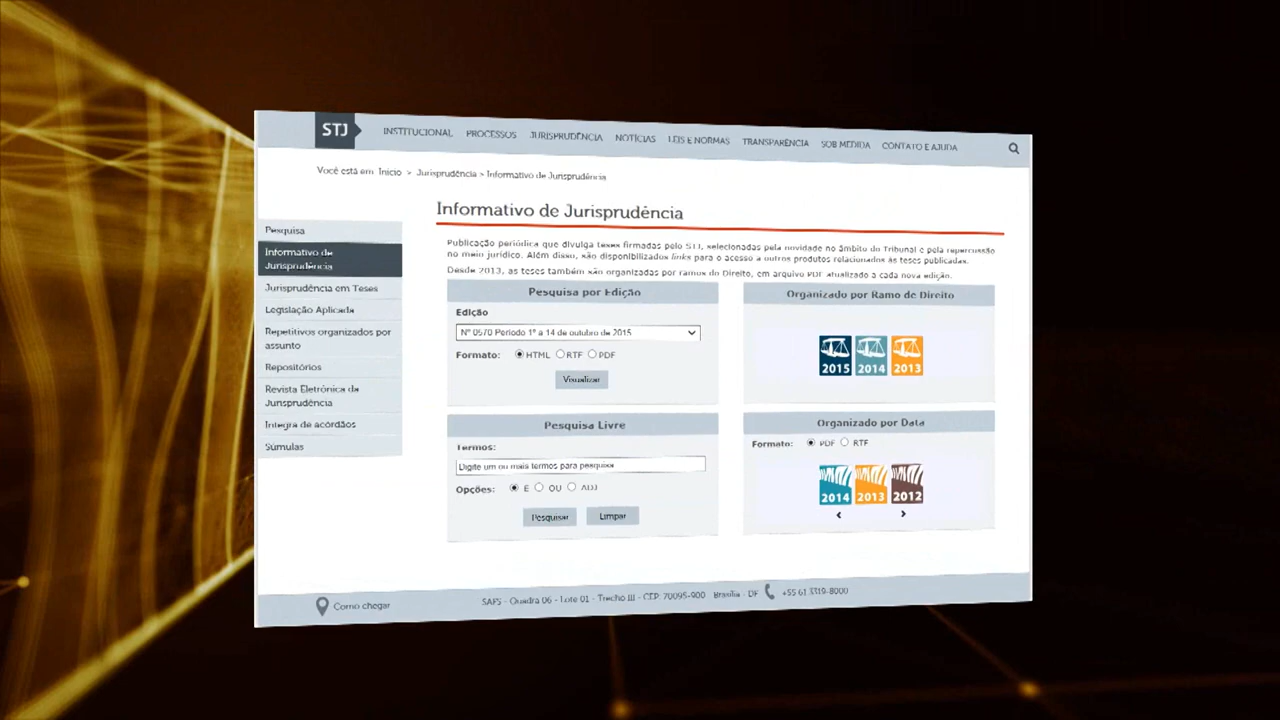 STJ
INSTITUCIONAL PROCESSOS JURISPRUDÊNCIA NOTÍCIAS LEIS E NORMAS TRANSPARÊNCIA SOB MEDIDA CONTATO E AJUDA
Você está em: Início > Jurisprudência > Informativo de Jurisprudência
Pesquisa
Informativo de
Jurisprudência
Jurisprudência em Teses
Legislação Aplicada
Repetitivos organizados por
assunto
Repositórios
Revista Eletrônica da
Jurisprudência
Íntegra de acórdãos
Súmulas
Informativo de Jurisprudência
Publicação periódica que divulga teses firmadas pelo STJ, selecionadas pela novidade no âmbito do Tribunal e pela repercussão
no meio jurídico. Além disso, são disponibilizados links para o acesso a outros produtos relacionados às teses publicadas.
Desde 2013, as teses também são organizadas por ramos do Direito, em arquivo PDF atualizado a cada nova edição.
Pesquisa por Edição
Edição
Nº 0570 Período 1º a 14 de outubro de 2015
Formato: HTML RTF PDF
Visualizar
Organizado por Ramo de Direito
2015 2014 2013
Pesquisa Livre
Termos:
Digite um ou mais termos para pesquisa
Opções: E OU ADJ
Pesquisar Limpar
Organizado por Data
Formato: PDF RTF
2014 2013 2012
Como chegar
SAFS - Quadra 06 - Lote 01 - Trecho III - CEP: 70095-900 Brasília - DF +55 61 3319-8000